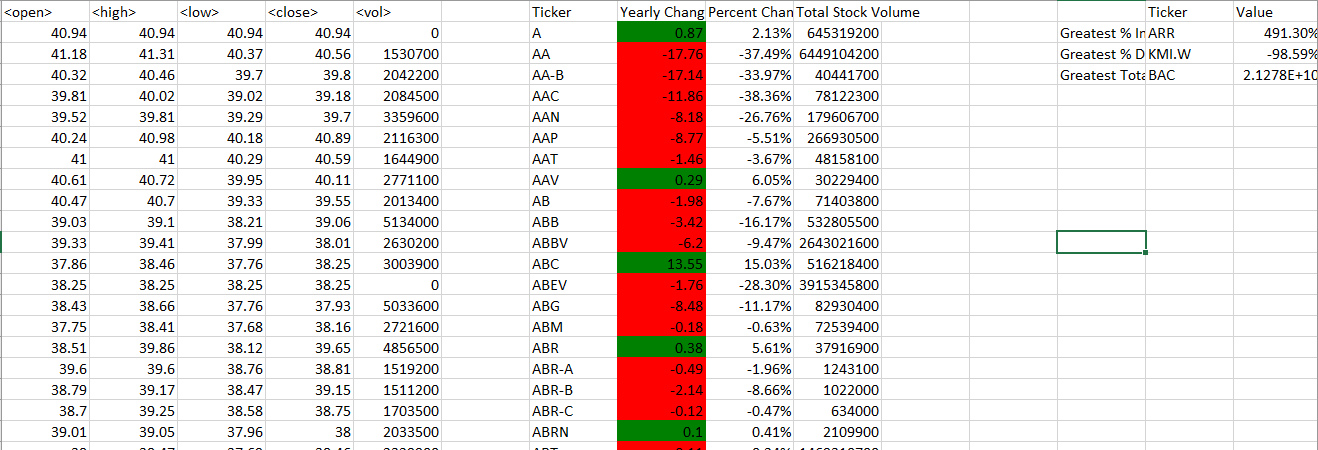 <open> <high> <low> <close> <vol> Ticker Yearly Chang Percent Chan Total Stock Volume Ticker Value
40.94 40.94 40.94 40.94 0 A 0.87 2.13% 645319200 Greatest % In ARR 491.30%
41.18 41.31 40.37 40.56 1530700 AA -17.76 -37.49% 6449104200 Greatest % D KMI.W -98.59%
40.32 40.46 39.7 39.8 2042200 AA-B -17.14 -33.97% 40441700 Greatest Tota BAC 2.1278E+10
39.81 40.02 39.02 39.18 2084500 AAC -11.86 -38.36% 78122300
39.52 39.81 39.29 39.7 3359600 AAN -8.18 -26.76% 179606700
40.24 40.98 40.18 40.89 2116300 AAP -8.77 -5.51% 266930500
41 41 40.29 40.59 1644900 AAT -1.46 -3.67% 48158100
40.61 40.72 39.95 40.11 2771100 AAV 0.29 6.05% 30229400
40.47 40.7 39.33 39.55 2013400 AB -1.98 -7.67% 71403800
39.03 39.1 38.21 39.06 5134000 ABB -3.42 -16.17% 532805500
39.33 39.41 37.99 38.01 2630200 ABBV -6.2 -9.47% 2643021600
37.86 38.46 37.76 38.25 3003900 ABC 13.55 15.03% 516218400
38.25 38.25 38.25 38.25 0 ABEV -1.76 -28.30% 3915345800
38.43 38.66 37.76 37.93 5033600 ABG -8.48 -11.17% 82930400
37.75 38.41 37.68 38.16 2721600 ABM -0.18 -0.63% 72539400
38.51 39.86 38.12 39.65 4856500 ABR 0.38 5.61% 37916900
39.6 39.6 38.76 38.81 1519200 ABR-A -0.49 -1.96% 1243100
38.79 39.17 38.47 39.15 1511200 ABR-B -2.14 -8.66% 1022000
38.7 39.25 38.58 38.75 1703500 ABR-C -0.12 -0.47% 634000
39.01 39.05 37.96 38 2033500 ABRN 0.1 0.41% 2109900